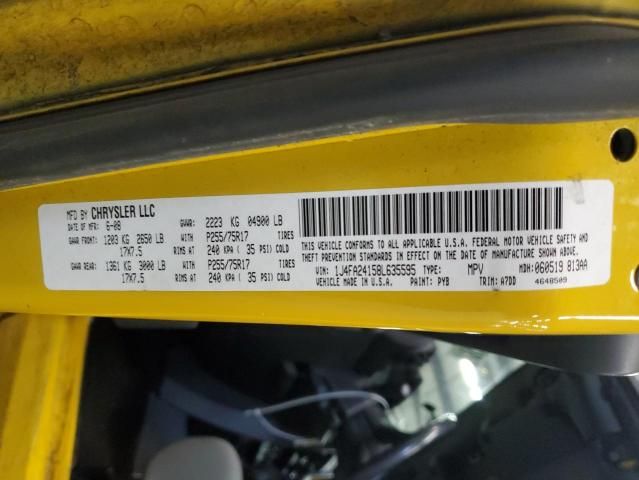 MFD BY CHRYSLER LLC
DATE OF MFR: 6-08 GVWR: 2223 KG 04900 LB
GAWR FRONT: 1203 KG 2650 LB WITH P255/75R17 TIRES
17X7.5 RIMS AT 240 KPA ( 35 PSI) COLD
GAWR REAR: 1361 KG 3000 LB WITH P255/75R17 TIRES
17X7.5 RIMS AT 240 KPA ( 35 PSI) COLD
THIS VEHICLE CONFORMS TO ALL APPLICABLE U.S.A. FEDERAL MOTOR VEHICLE SAFETY AND
THEFT PREVENTION STANDARDS IN EFFECT ON THE DATE OF MANUFACTURE SHOWN ABOVE.
VIN: 1J4FA24158L635595 TYPE: MPV MDH: 060519 813AA
VEHICLE MADE IN U.S.A. PAINT: PYB TRIM: A7DD 4648509